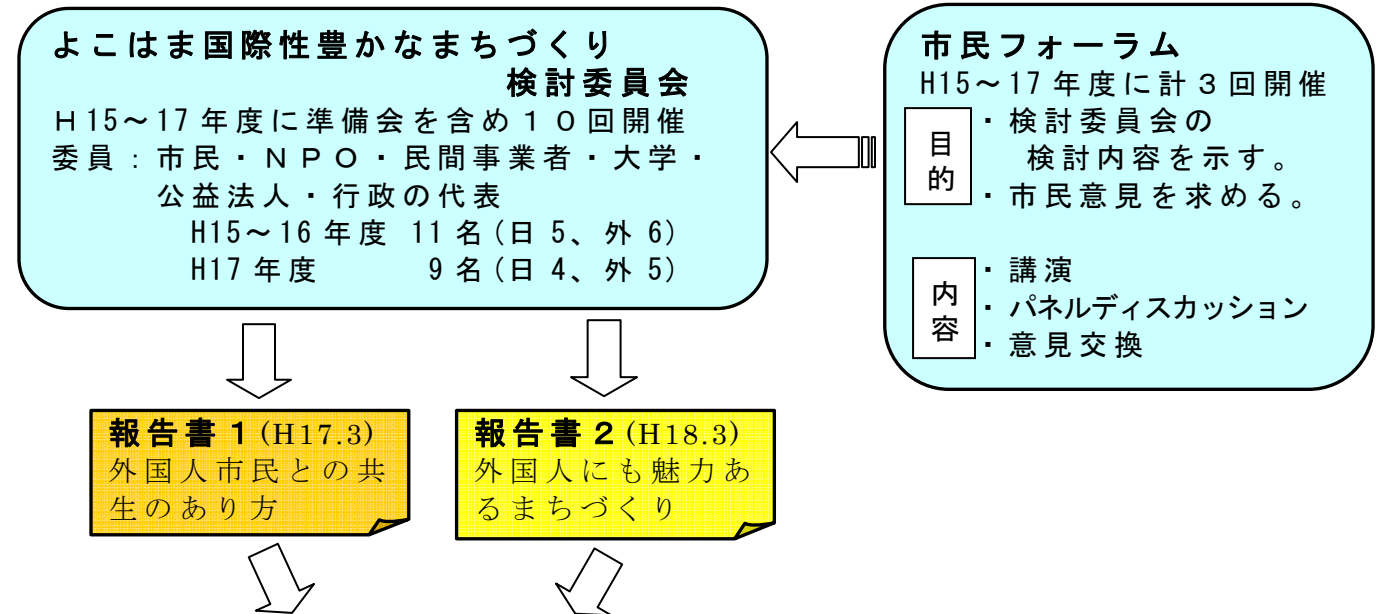 よこはま国際性豊かなまちづくり
検討委員会
H15~17年度に準備会を含め10回開催
委員:市民・NPO・民間事業者・大学・
公益法人・行政の代表
H15~16年度 11名(日5、外6)
H17年度 9名(日4、外5)
市民フォーラム
H15~17年度に計3回開催
目的
・検討委員会の
検討内容を示す。
・市民意見を求める。
内容
・講演
・パネルディスカッション
・意見交換
報告書1(H17.3)
外国人市民との共
生のあり方
報告書2(H18.3)
外国人にも魅力あ
るまちづくり